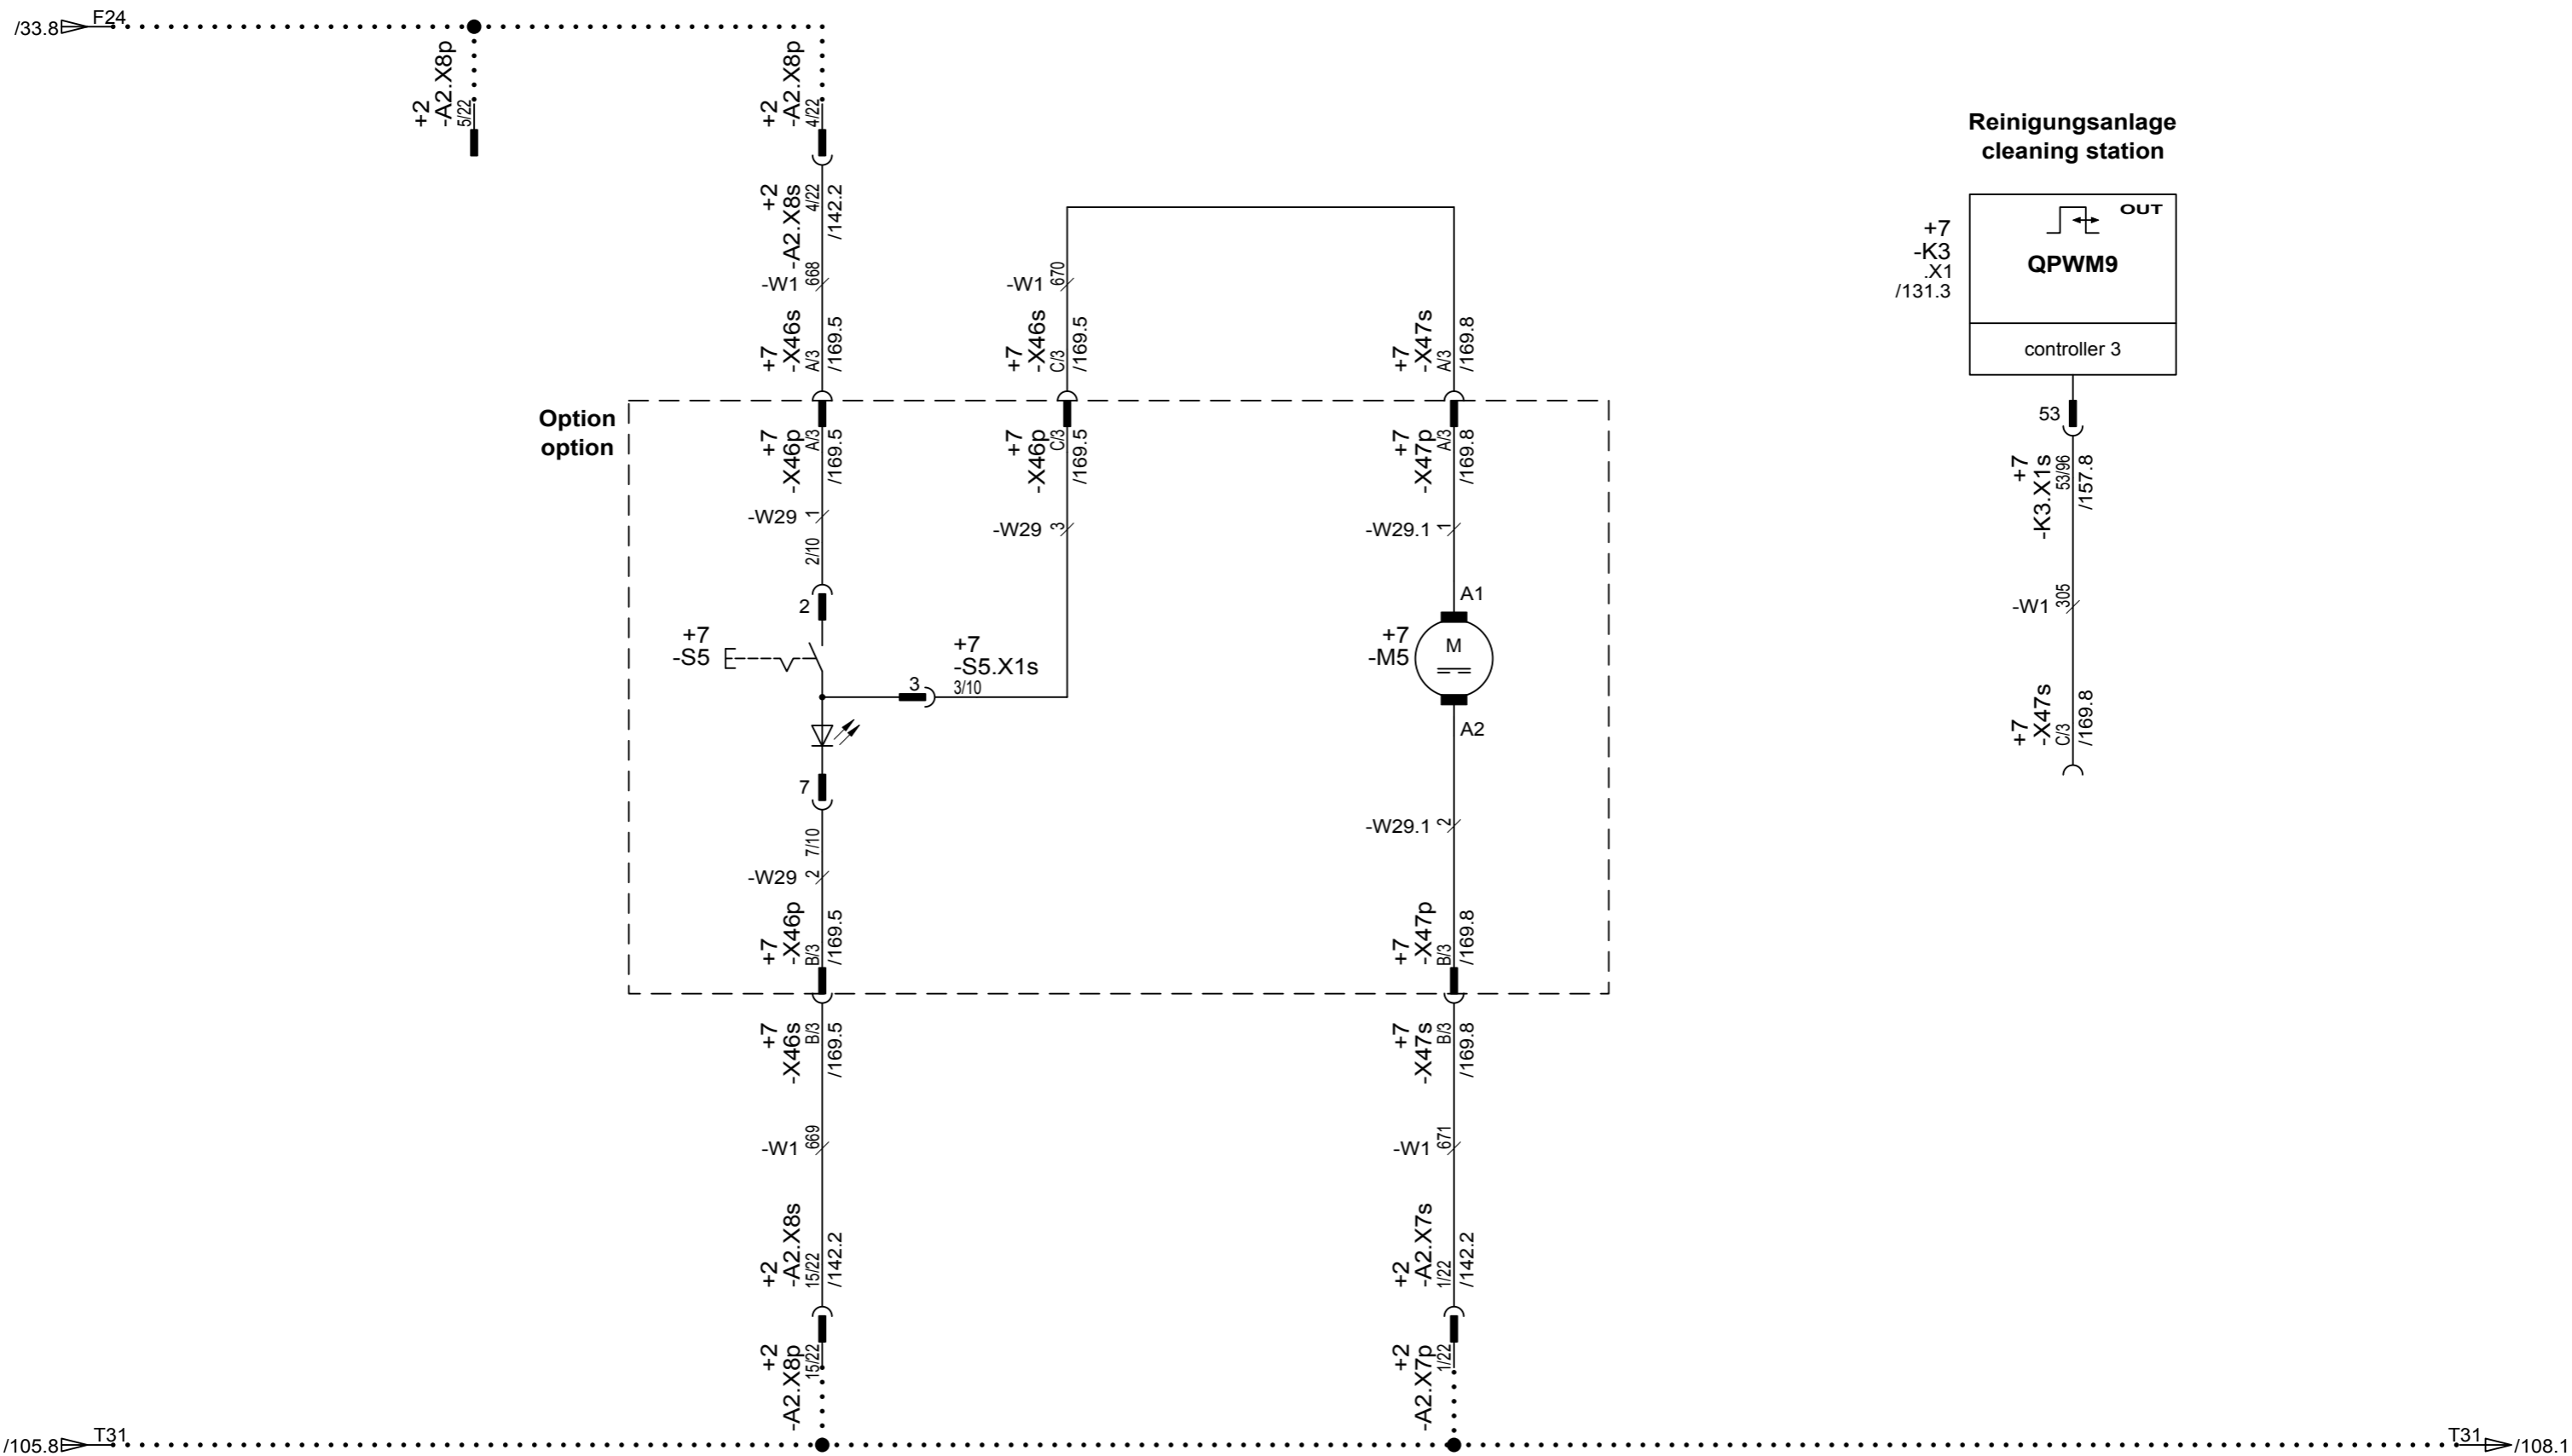 /33.8
F24
+2
-A2.X8p
5/22
+2
-A2.X8p
4/22
+2
-A2.X8s
4/22
/142.2
-W1
668
+7
-X46s
A/3
/169.5
-W1
670
+7
-X46s
C/3
/169.5
+7
-X47s
A/3
/169.8
Reinigungsanlage
cleaning station
+7
-K3
.X1
/131.3
OUT
QPWM9
controller 3
53
+7
-K3.X1s
53/96
/157.8
-W1
305
+7
-X47s
C/3
/169.8
Option
option
+7
-X46p
A/3
/169.5
-W29
1
2/10
2
+7
-S5
3
+7
-S5.X1s
3/10
7
7/10
-W29
2
+7
-X46p
B/3
/169.5
+7
-X46p
C/3
/169.5
-W29
3
+7
-X47p
A/3
/169.8
-W29.1
1
A1
+7
-M5
M
A2
-W29.1
2
+7
-X47p
B/3
/169.8
+7
-X46s
B/3
/169.5
-W1
669
+2
-A2.X8s
15/22
/142.2
+2
-A2.X8p
15/22
+7
-X47s
B/3
/169.8
-W1
671
+2
-A2.X7s
1/22
/142.2
+2
-A2.X7p
1/22
/105.8
T31
T31
/108.1